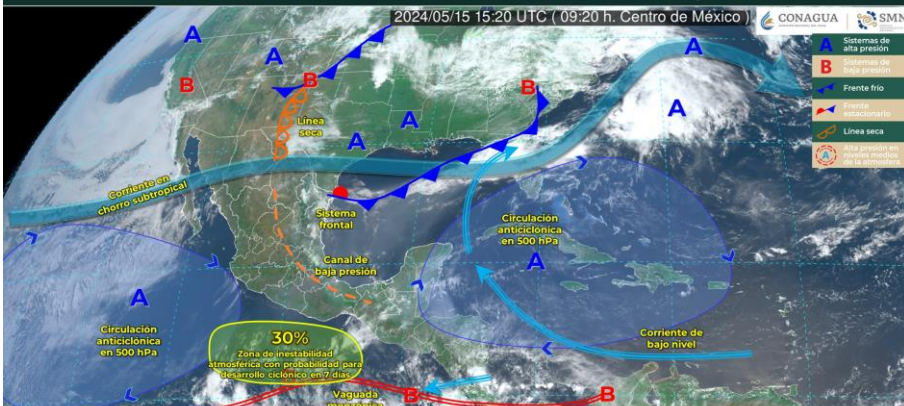 2024/05/15 15:20 UTC ( 09:20 h. Centro de México )
CONAGUA
SMN
A
Sistemas de
alta presión
B
Sistemas de
baja presión
Frente frío
Frente
estacionario
Línea seca
A
Alta presión en
niveles medios
de la atmósfera
A
A
A
B
B
B
A
Línea
seca
A
A
Corriente en
chorro subtropical
Sistema
frontal
Circulación
anticiclónica
en 500 hPa
A
Canal de
baja presión
A
Circulación
anticiclónica
en 500 hPa
Corriente de
bajo nivel
30%
Zona de inestabilidad
atmosférica con probabilidad para
desarrollo ciclónico en 7 días
Vaguada
B
B